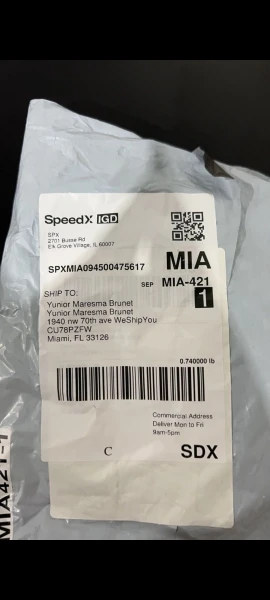 SpeedX IGD
SPX
2701 Busse Rd
Elk Grove Village, IL 60007
SPXMIA094500475617
MIA
SEP MIA-421
1
SHIP TO:
Yunior Maresma Brunet
Yunior Maresma Brunet
1940 nw 70th ave WeShipYou
CU78PZFW
Miami, FL 33126
0.740000 lb
Commercial Address
Deliver Mon to Fri
9am-5pm
C
SDX
MIA421-1